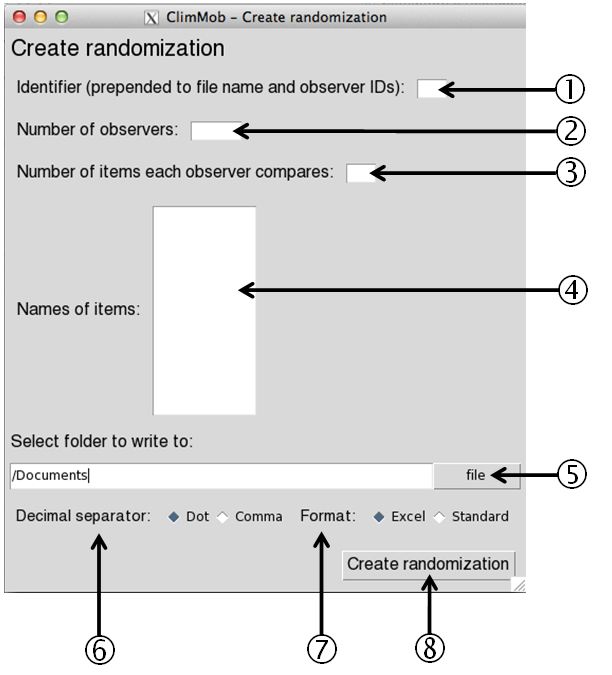 ClimMob – Create randomization
Create randomization
Identifier (prepended to file name and observer IDs): ①
Number of observers: ②
Number of items each observer compares: ③
Names of items: ④
Select folder to write to:
/Documents file ⑤
Decimal separator: Dot Comma Format: Excel Standard
Create randomization
⑥ ⑦ ⑧